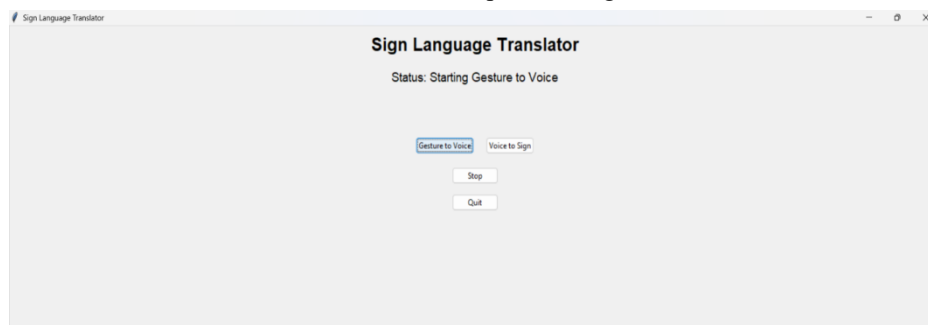 Sign Language Translator
Sign Language Translator
Status: Starting Gesture to Voice
Gesture to Voice Voice to Sign
Stop
Quit